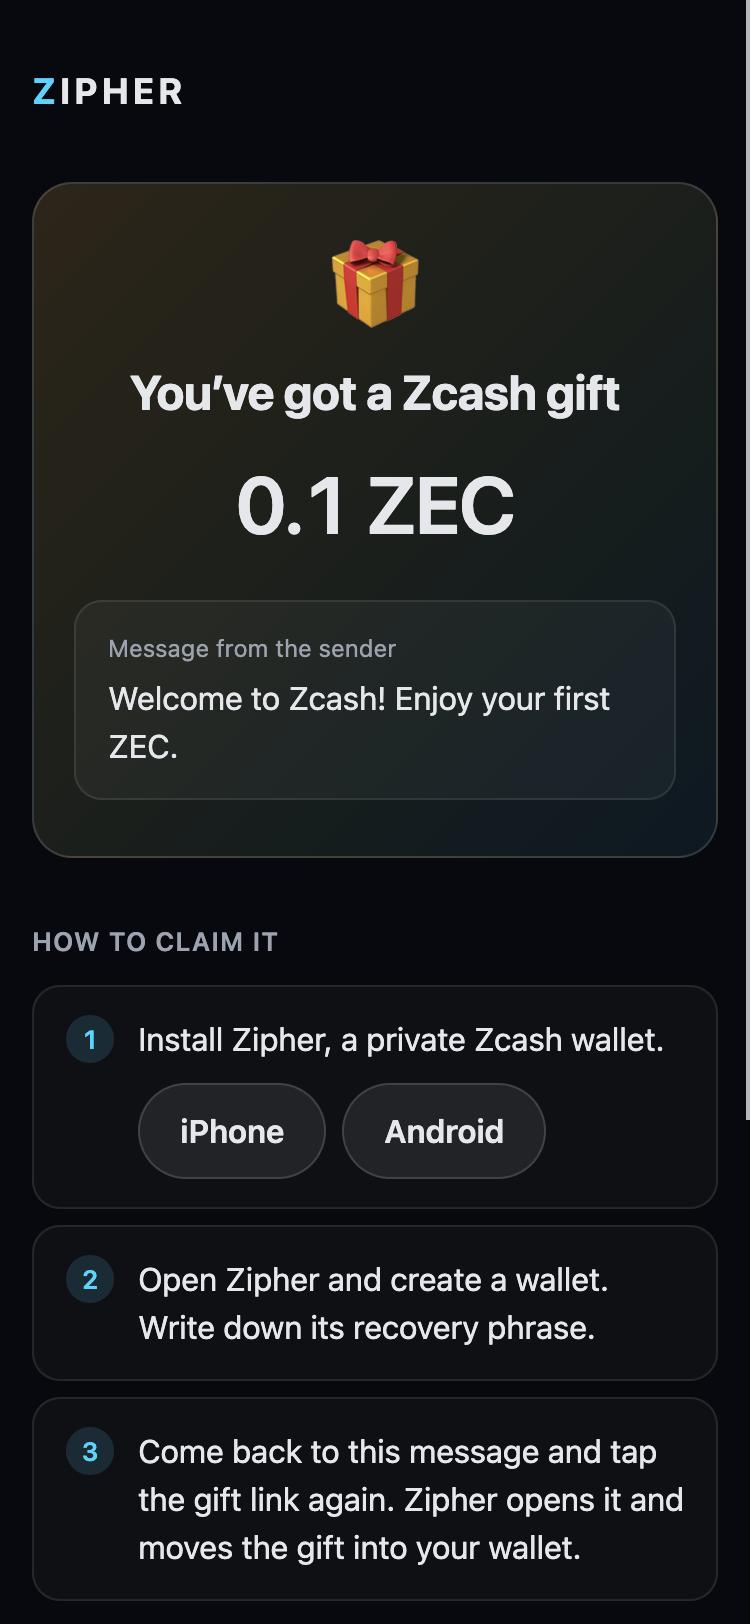 ZIPHER
You’ve got a Zcash gift
0.1 ZEC
Message from the sender
Welcome to Zcash! Enjoy your first
ZEC.
HOW TO CLAIM IT
1 Install Zipher, a private Zcash wallet.
iPhone Android
2 Open Zipher and create a wallet.
Write down its recovery phrase.
3 Come back to this message and tap
the gift link again. Zipher opens it and
moves the gift into your wallet.